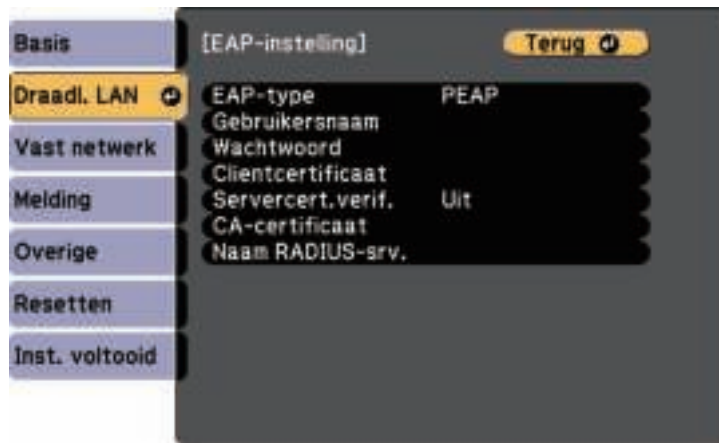 Basis
Draadl. LAN
Vast netwerk
Melding
Overige
Resetten
Inst. voltooid
[EAP-instelling]
Terug
EAP-type PEAP
Gebruikersnaam
Wachtwoord
Clientcertificaat
Servercert.verif. Uit
CA-certificaat
Naam RADIUS-srv.